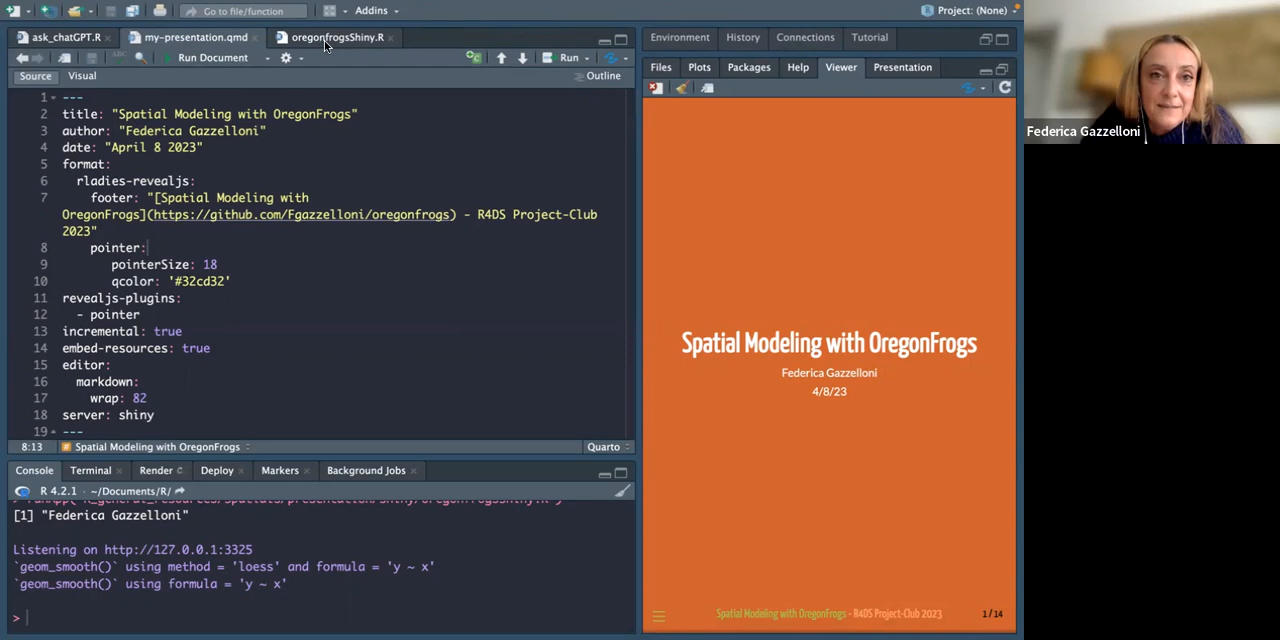 Go to file/function
Addins
Project: (None)
ask_chatGPT.R
my-presentation.qmd
oregonfrogsShiny.R
Run Document
Run
Source
Visual
Outline
1 ---
2 title: "Spatial Modeling with OregonFrogs"
3 author: "Federica Gazzelloni"
4 date: "April 8 2023"
5 format:
6 rladies-revealjs:
7 footer: "[Spatial Modeling with
OregonFrogs](https://github.com/Fgazzelloni/oregonfrogs) - R4DS Project-Club
2023"
8 pointer:
9 pointerSize: 18
10 qcolor: '#32cd32'
11 revealjs-plugins:
12 - pointer
13 incremental: true
14 embed-resources: true
15 editor:
16 markdown:
17 wrap: 82
18 server: shiny
19 ---
8:13 Spatial Modeling with OregonFrogs Quarto
Console Terminal Render Deploy Markers Background Jobs
R 4.2.1 · ~/Documents/R/
[1] "Federica Gazzelloni"
Listening on http://127.0.0.1:3325
`geom_smooth()` using method = 'loess' and formula = 'y ~ x'
`geom_smooth()` using formula = 'y ~ x'
>
Environment History Connections Tutorial
Files Plots Packages Help Viewer Presentation
Spatial Modeling with OregonFrogs
Federica Gazzelloni
4/8/23
Spatial Modeling with OregonFrogs - R4DS Project-Club 2023
1 / 14
Federica Gazzelloni